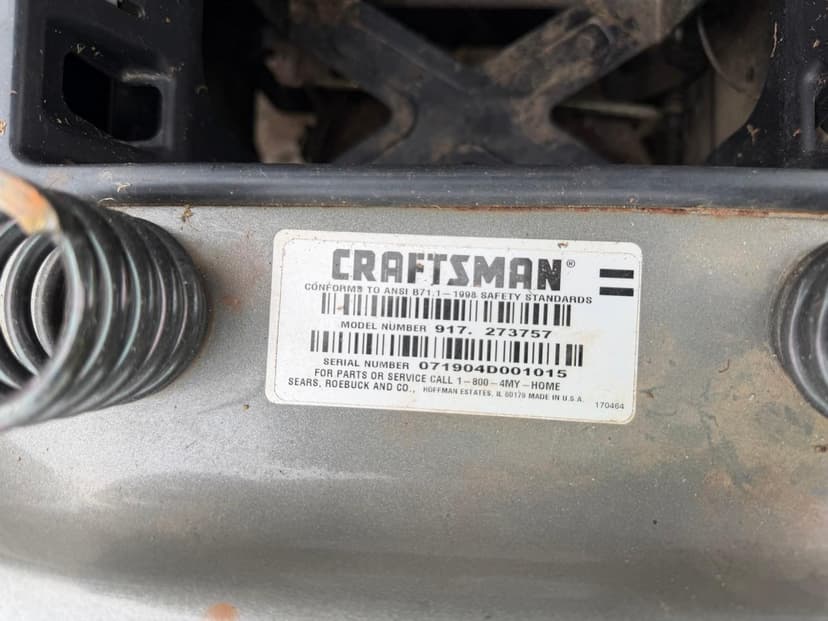 CRAFTSMAN®
CONFORMS TO ANSI B71.1-1998 SAFETY STANDARDS
MODEL NUMBER 917. 273757
SERIAL NUMBER 071904D001015
FOR PARTS OR SERVICE CALL 1-800-4MY-HOME
SEARS, ROEBUCK AND CO., HOFFMAN ESTATES, IL 60179 MADE IN U.S.A.
170464